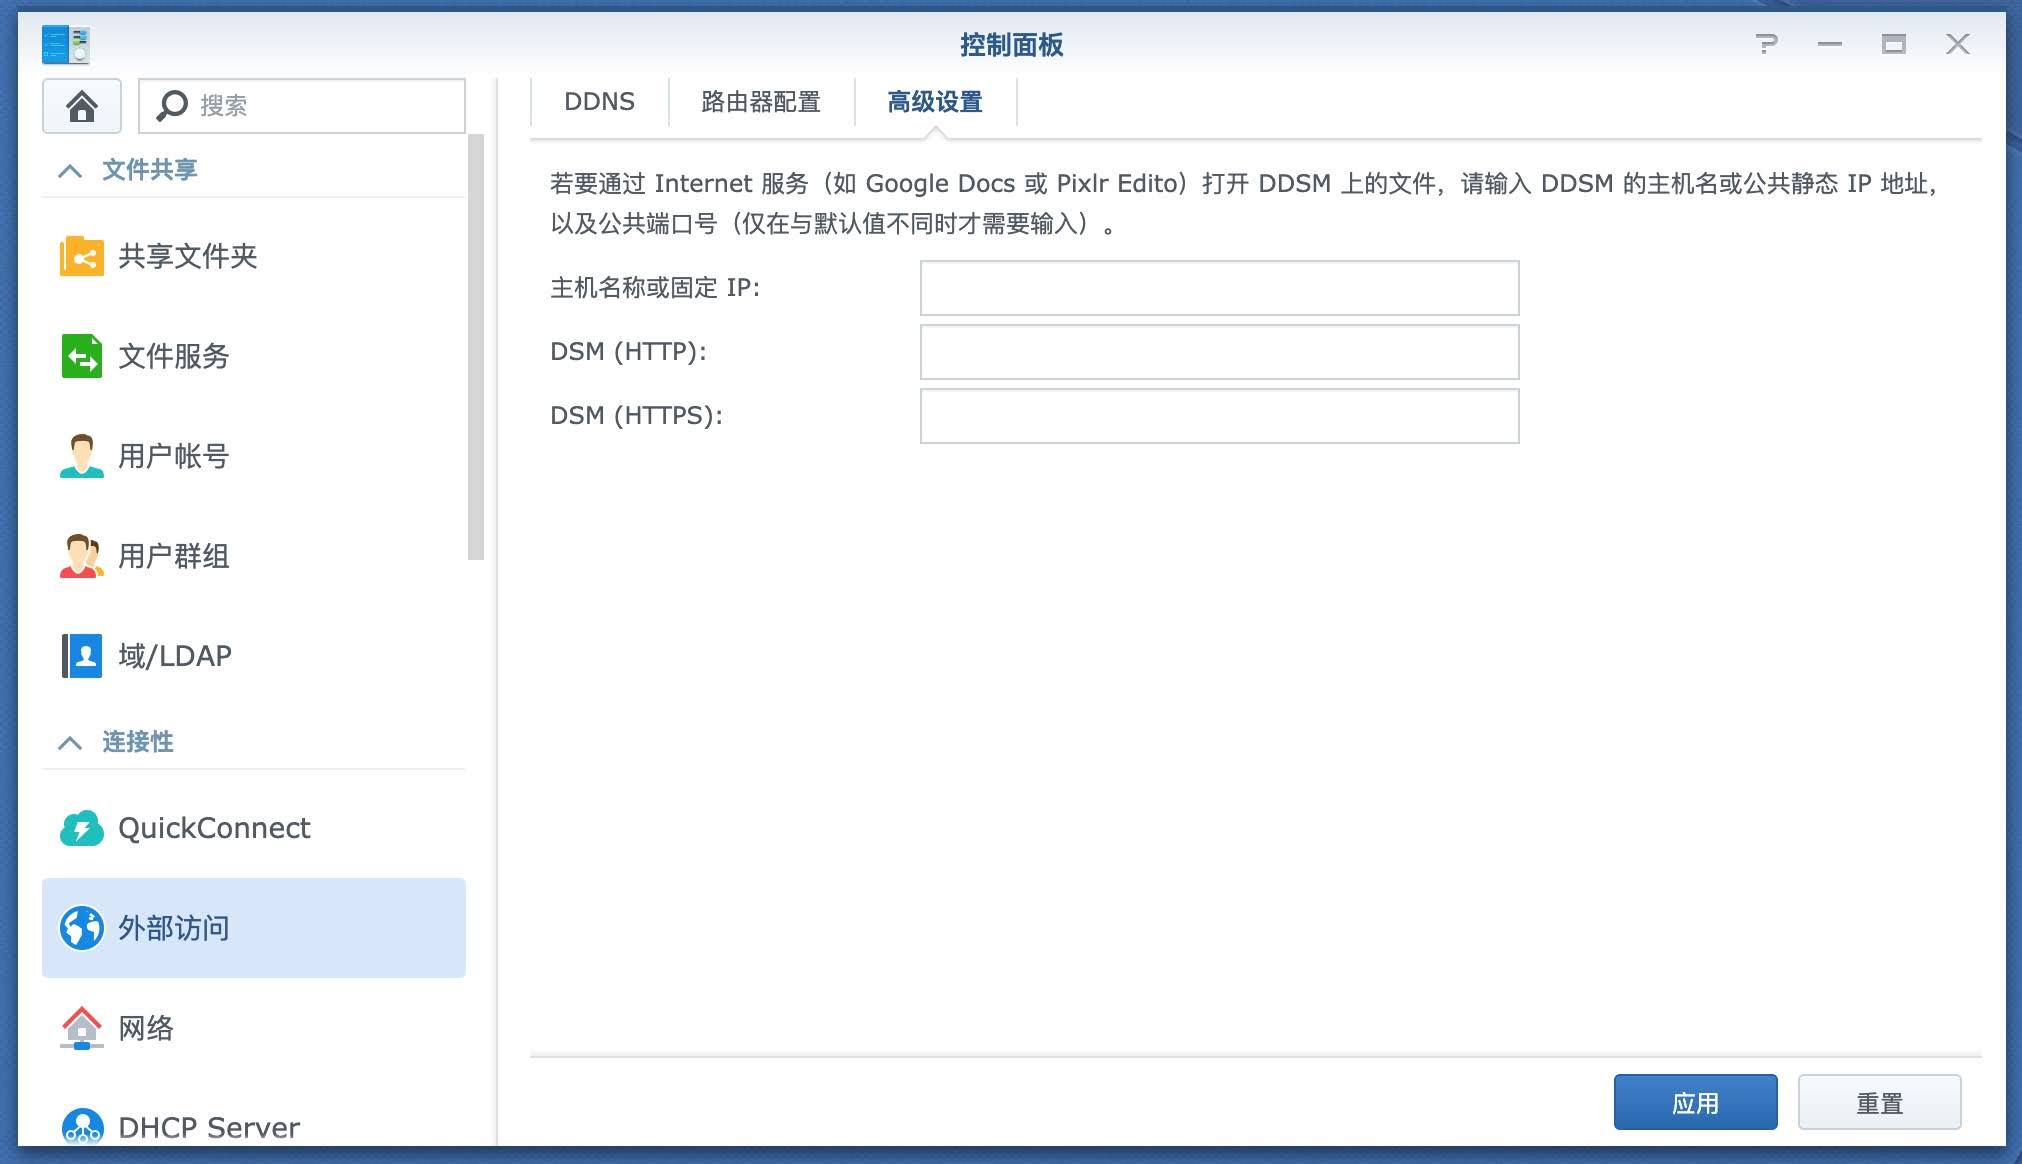 控制面板
搜索
文件共享
共享文件夹
文件服务
用户帐号
用户群组
域/LDAP
连接性
QuickConnect
外部访问
网络
DHCP Server
DDNS
路由器配置
高级设置
若要通过 Internet 服务（如 Google Docs 或 Pixlr Edito）打开 DDSM 上的文件，请输入 DDSM 的主机名或公共静态 IP 地址，
以及公共端口号（仅在与默认值不同时才需要输入）。
主机名称或固定 IP:
DSM (HTTP):
DSM (HTTPS):
应用
重置